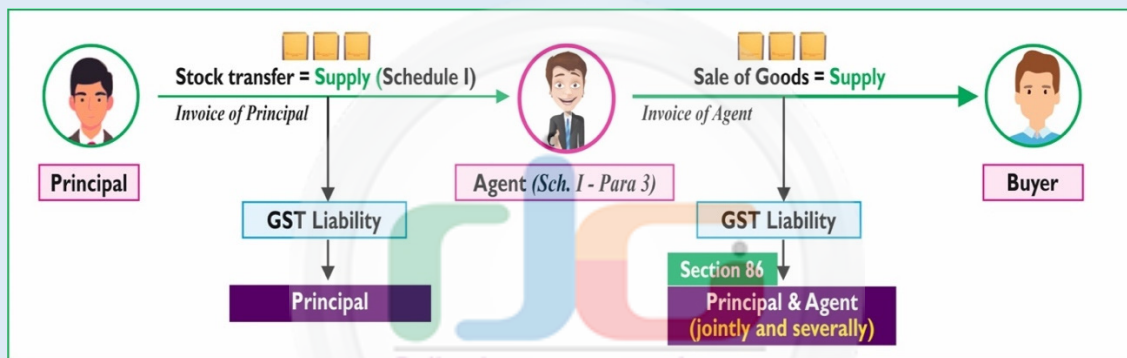 Stock transfer = Supply (Schedule I)
Invoice of Principal
Sale of Goods = Supply
Invoice of Agent
Principal
Agent (Sch. I - Para 3)
Buyer
GST Liability
GST Liability
Principal
Section 86
Principal & Agent
(jointly and severally)